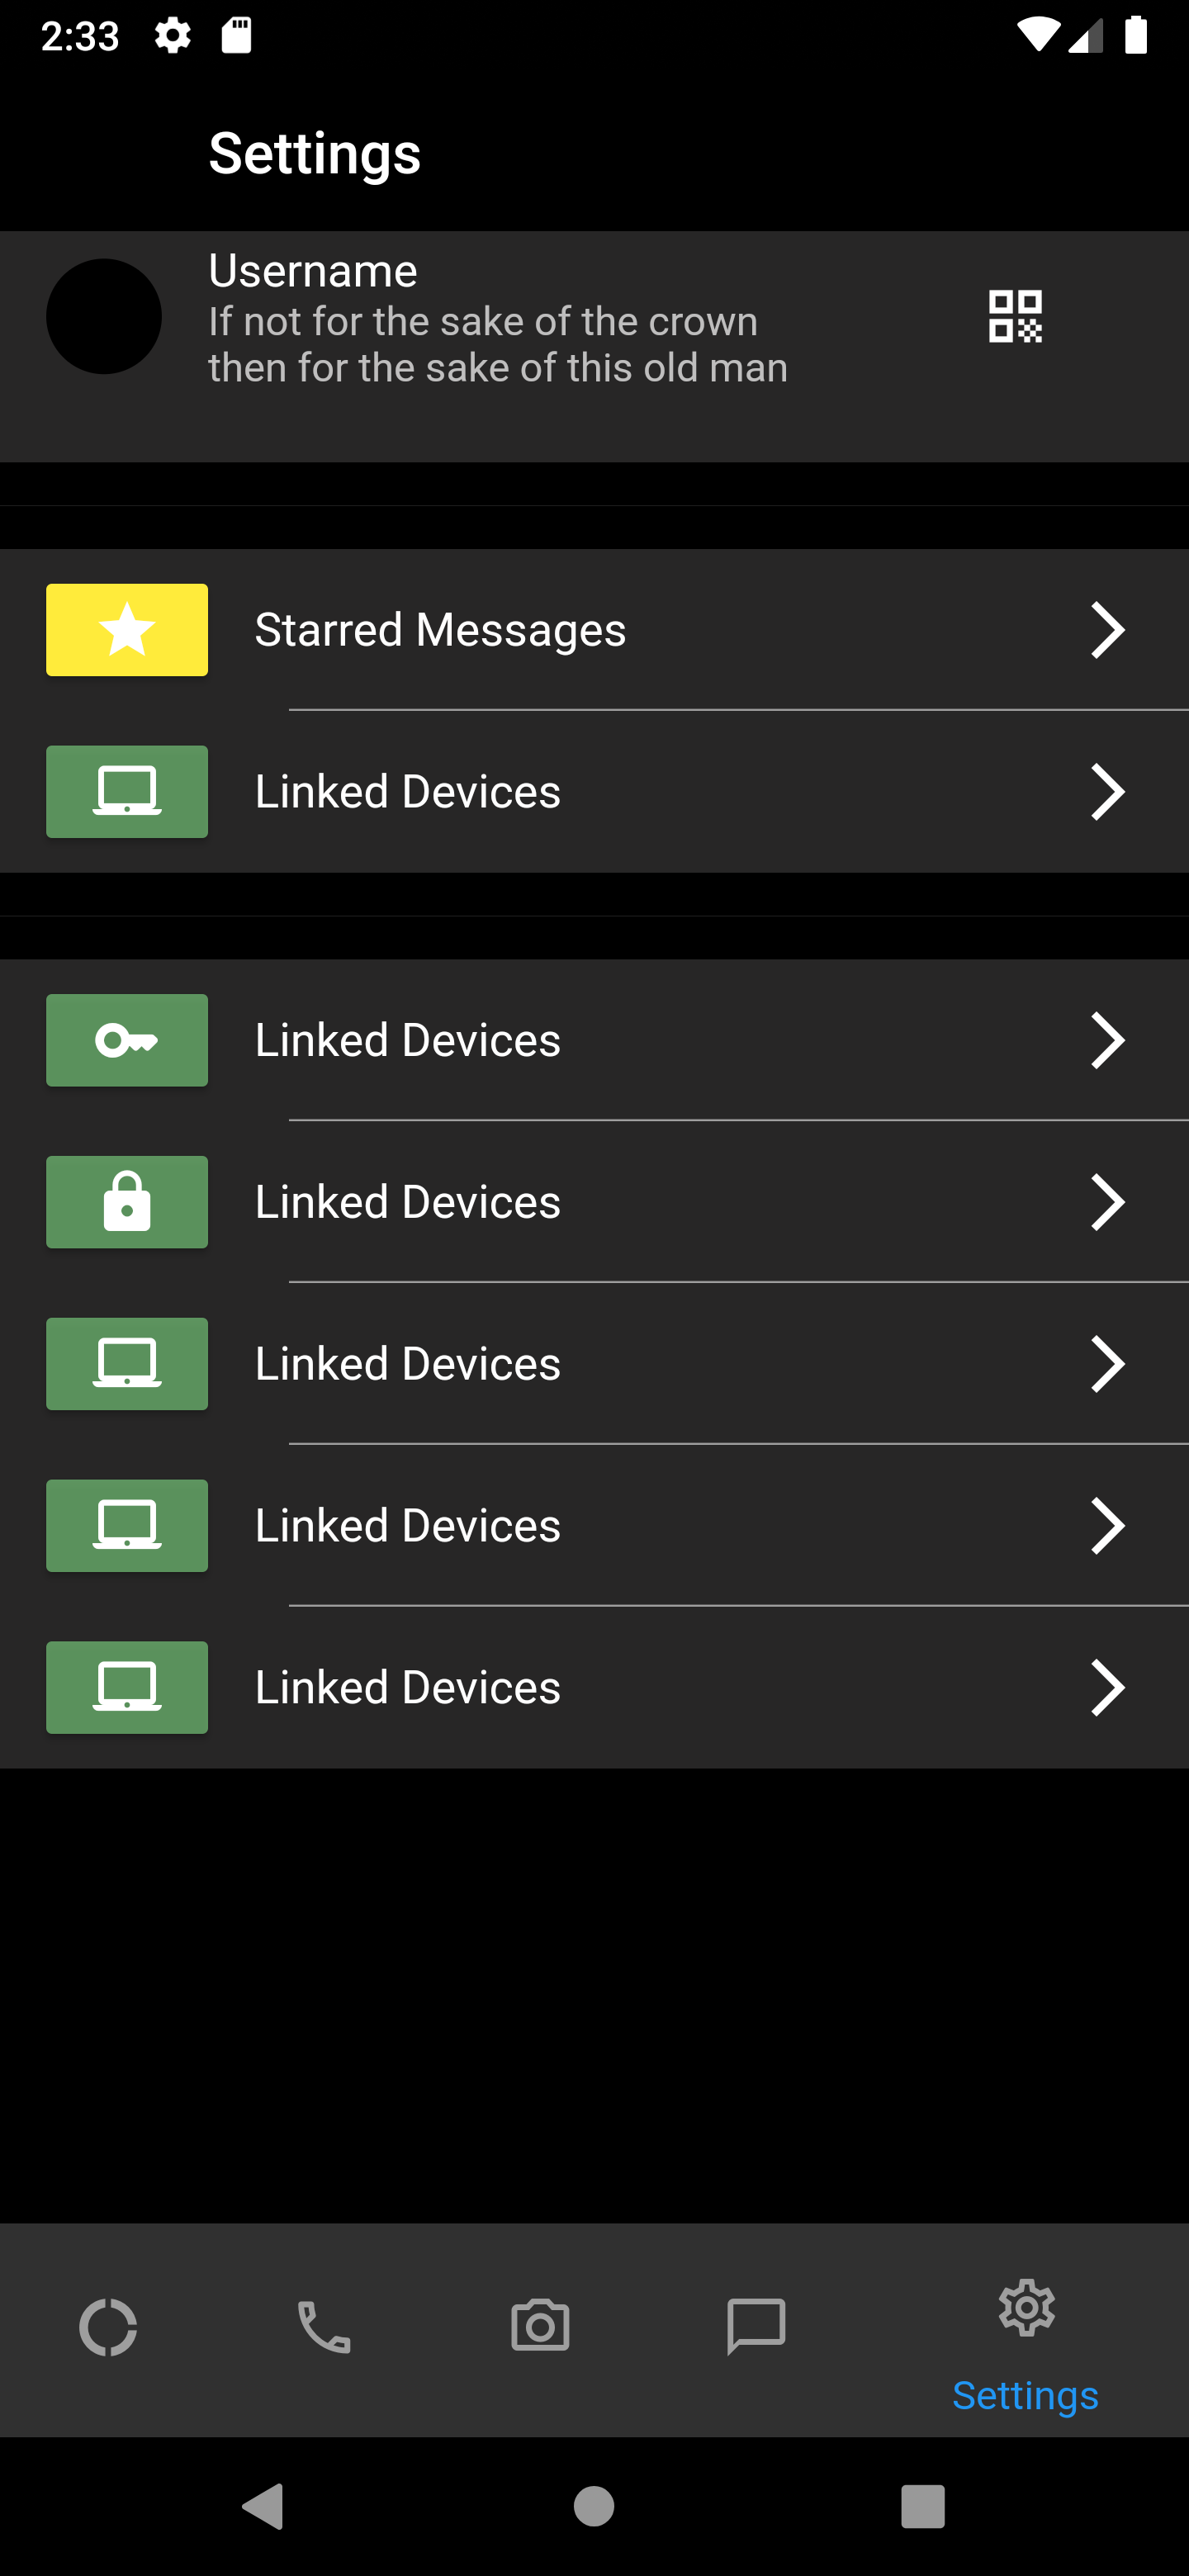 2:33
Settings
Username
If not for the sake of the crown
then for the sake of this old man
Starred Messages
Linked Devices
Linked Devices
Linked Devices
Linked Devices
Linked Devices
Linked Devices
Settings